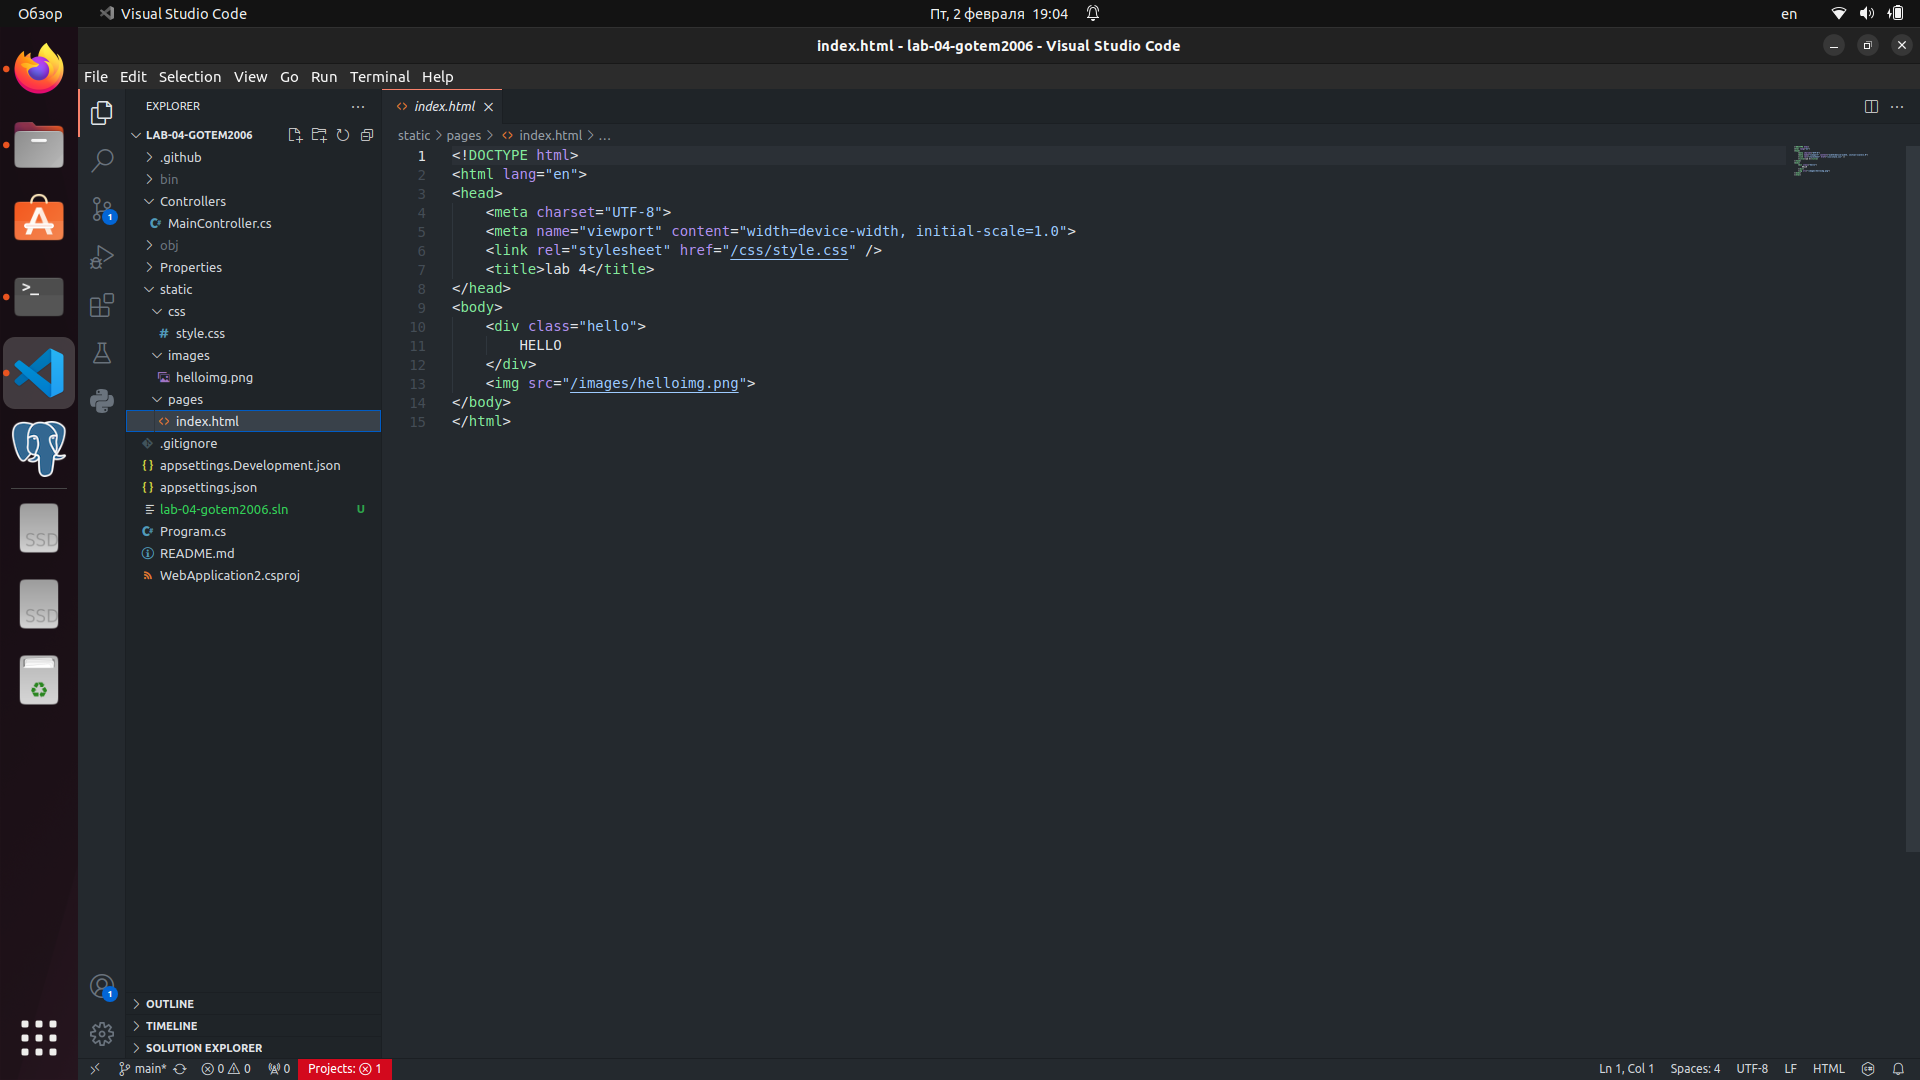 Обзор
Visual Studio Code
Пт, 2 февраля 19:04
en
index.html - lab-04-gotem2006 - Visual Studio Code
File Edit Selection View Go Run Terminal Help
EXPLORER
LAB-04-GOTEM2006
.github
bin
Controllers
MainController.cs
obj
Properties
static
css
style.css
images
helloimg.png
pages
index.html
.gitignore
appsettings.Development.json
appsettings.json
lab-04-gotem2006.sln U
Program.cs
README.md
WebApplication2.csproj
OUTLINE
TIMELINE
SOLUTION EXPLORER
1
1
SSD
SSD
index.html
static > pages > index.html > ...
1 <!DOCTYPE html>
2 <html lang="en">
3 <head>
4 <meta charset="UTF-8">
5 <meta name="viewport" content="width=device-width, initial-scale=1.0">
6 <link rel="stylesheet" href="/css/style.css" />
7 <title>lab 4</title>
8 </head>
9 <body>
10 <div class="hello">
11 HELLO
12 </div>
13 <img src="/images/helloimg.png">
14 </body>
15 </html>
main* 0 0 0 Projects: 1
Ln 1, Col 1 Spaces: 4 UTF-8 LF HTML